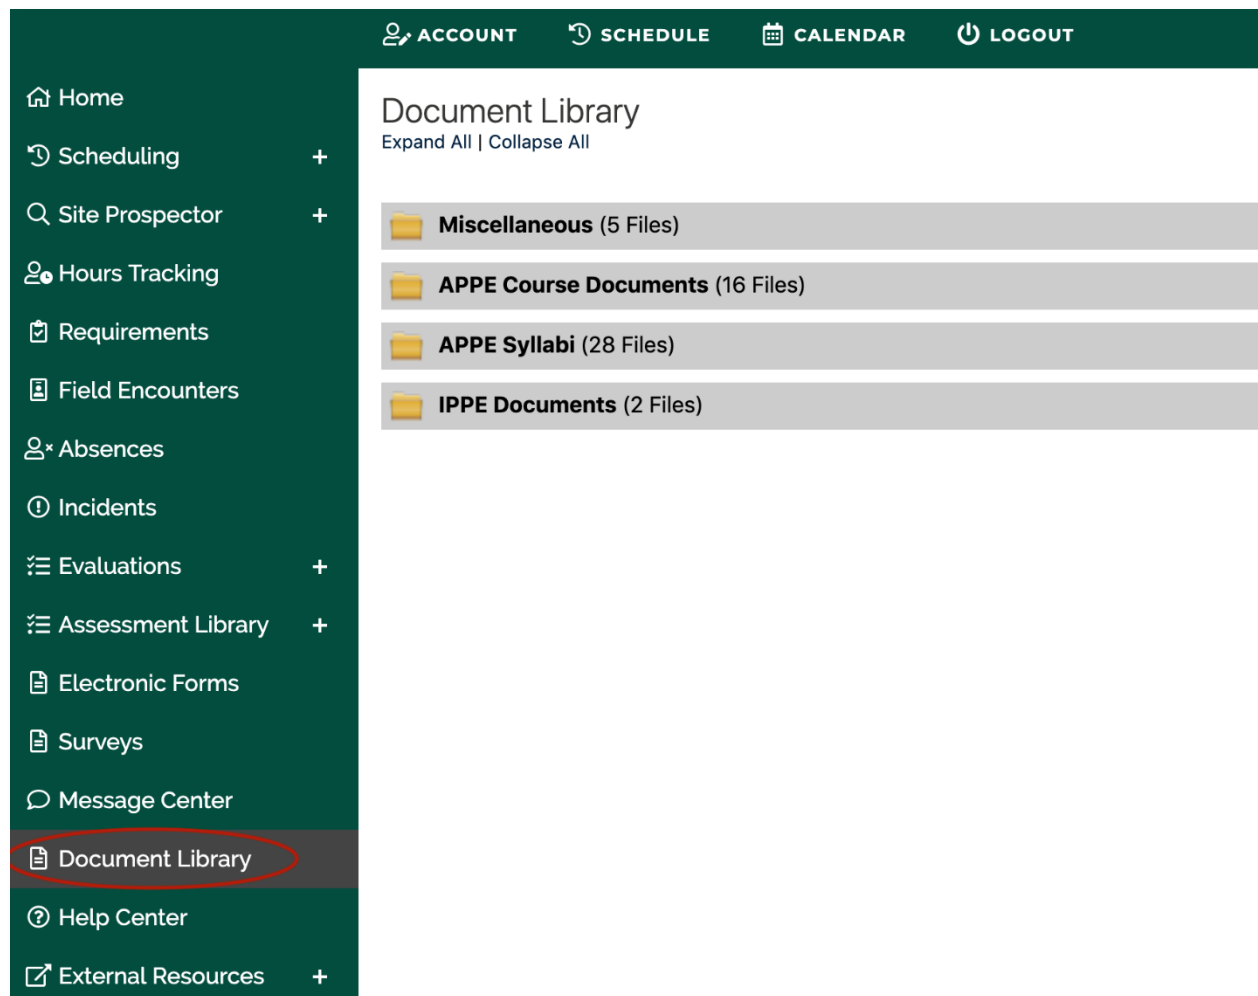 ACCOUNT SCHEDULE CALENDAR LOGOUT
Home
Scheduling +
Site Prospector +
Hours Tracking
Requirements
Field Encounters
Absences
Incidents
Evaluations +
Assessment Library +
Electronic Forms
Surveys
Message Center
Document Library
Help Center
External Resources +
Document Library
Expand All | Collapse All
Miscellaneous (5 Files)
APPE Course Documents (16 Files)
APPE Syllabi (28 Files)
IPPE Documents (2 Files)